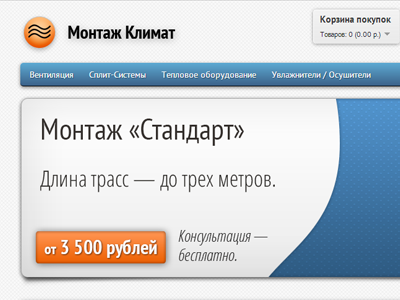 Монтаж Климат
Корзина покупок
Товаров: 0 (0.00 р.)
Вентиляция Сплит-Системы Тепловое оборудование Увлажнители / Осушители
Монтаж «Стандарт»
Длина трасс — до трех метров.
от 3 500 рублей
Консультация —
бесплатно.